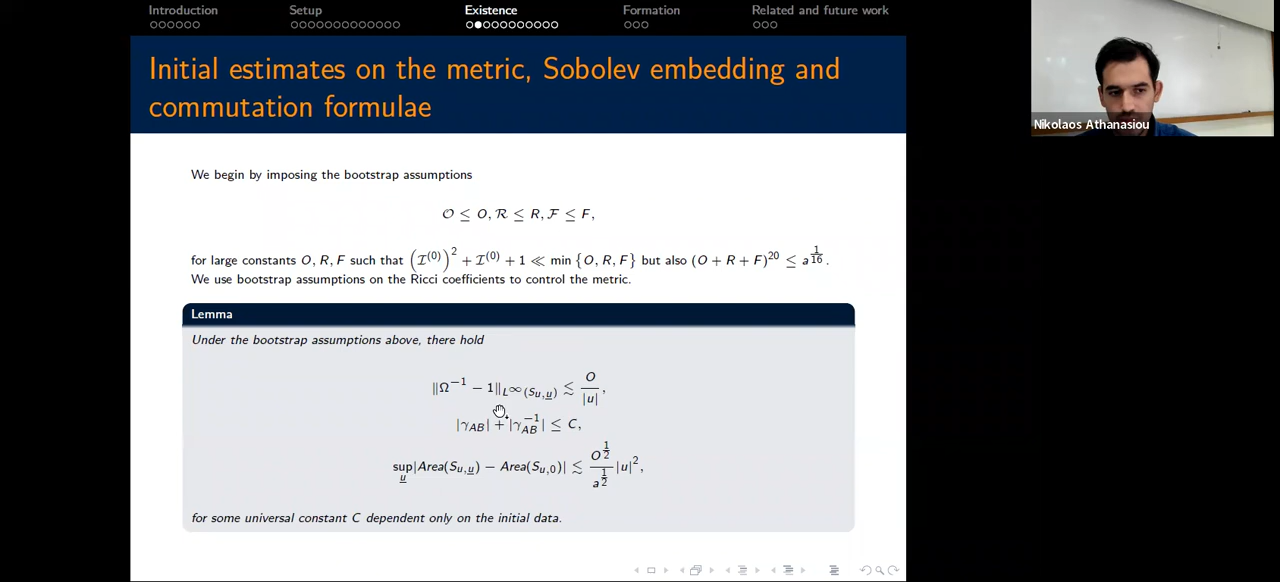 Introduction Setup Existence Formation Related and future work
Initial estimates on the metric, Sobolev embedding and
commutation formulae
Nikolaos Athanasiou
We begin by imposing the bootstrap assumptions
𝒪 ≤ O, ℛ ≤ R, ℱ ≤ F,
for large constants O, R, F such that (ℐ^(0))^2 + ℐ^(0) + 1 ≪ min {O, R, F} but also (O + R + F)^20 ≤ a^{1/16}.
We use bootstrap assumptions on the Ricci coefficients to control the metric.
Lemma
Under the bootstrap assumptions above, there hold
‖Ω^{-1} − 1‖_{L^∞(S_{u,u̲})} ≲ O/|u|,
|γ_{AB}| + |γ_{AB}^{-1}| ≤ C,
sup_{u̲} |Area(S_{u,u̲}) − Area(S_{u,0})| ≲ O^{1/2}/a^{1/2} |u|^2,
for some universal constant C dependent only on the initial data.